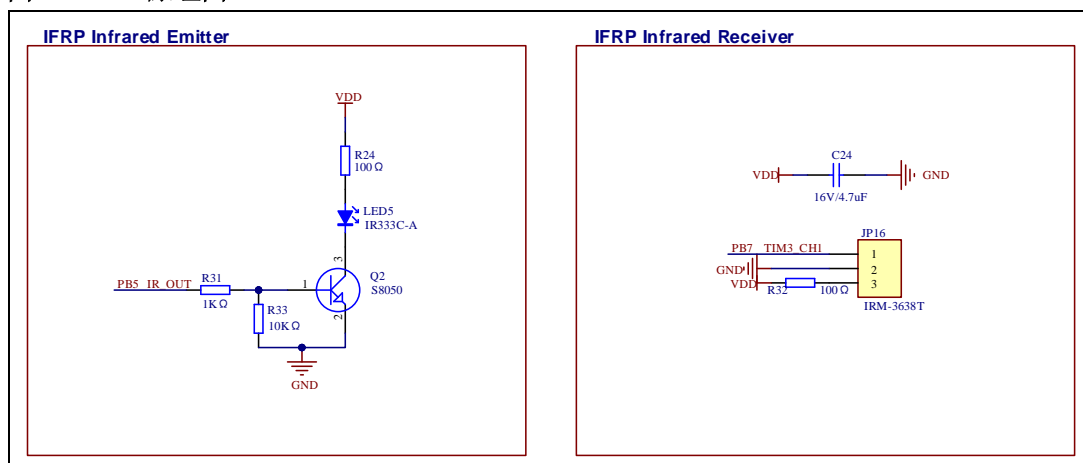 IFRP Infrared Emitter
VDD
R24
100Ω
LED5
IR333C-A
3
Q2
S8050
PB5_IR_OUT
R31
1KΩ
1
R33
10KΩ
2
GND
IFRP Infrared Receiver
C24
VDD
GND
16V/4.7uF
JP16
PB7_TIM3_CH1
1
GND
2
VDD
R32
100Ω
3
IRM-3638T